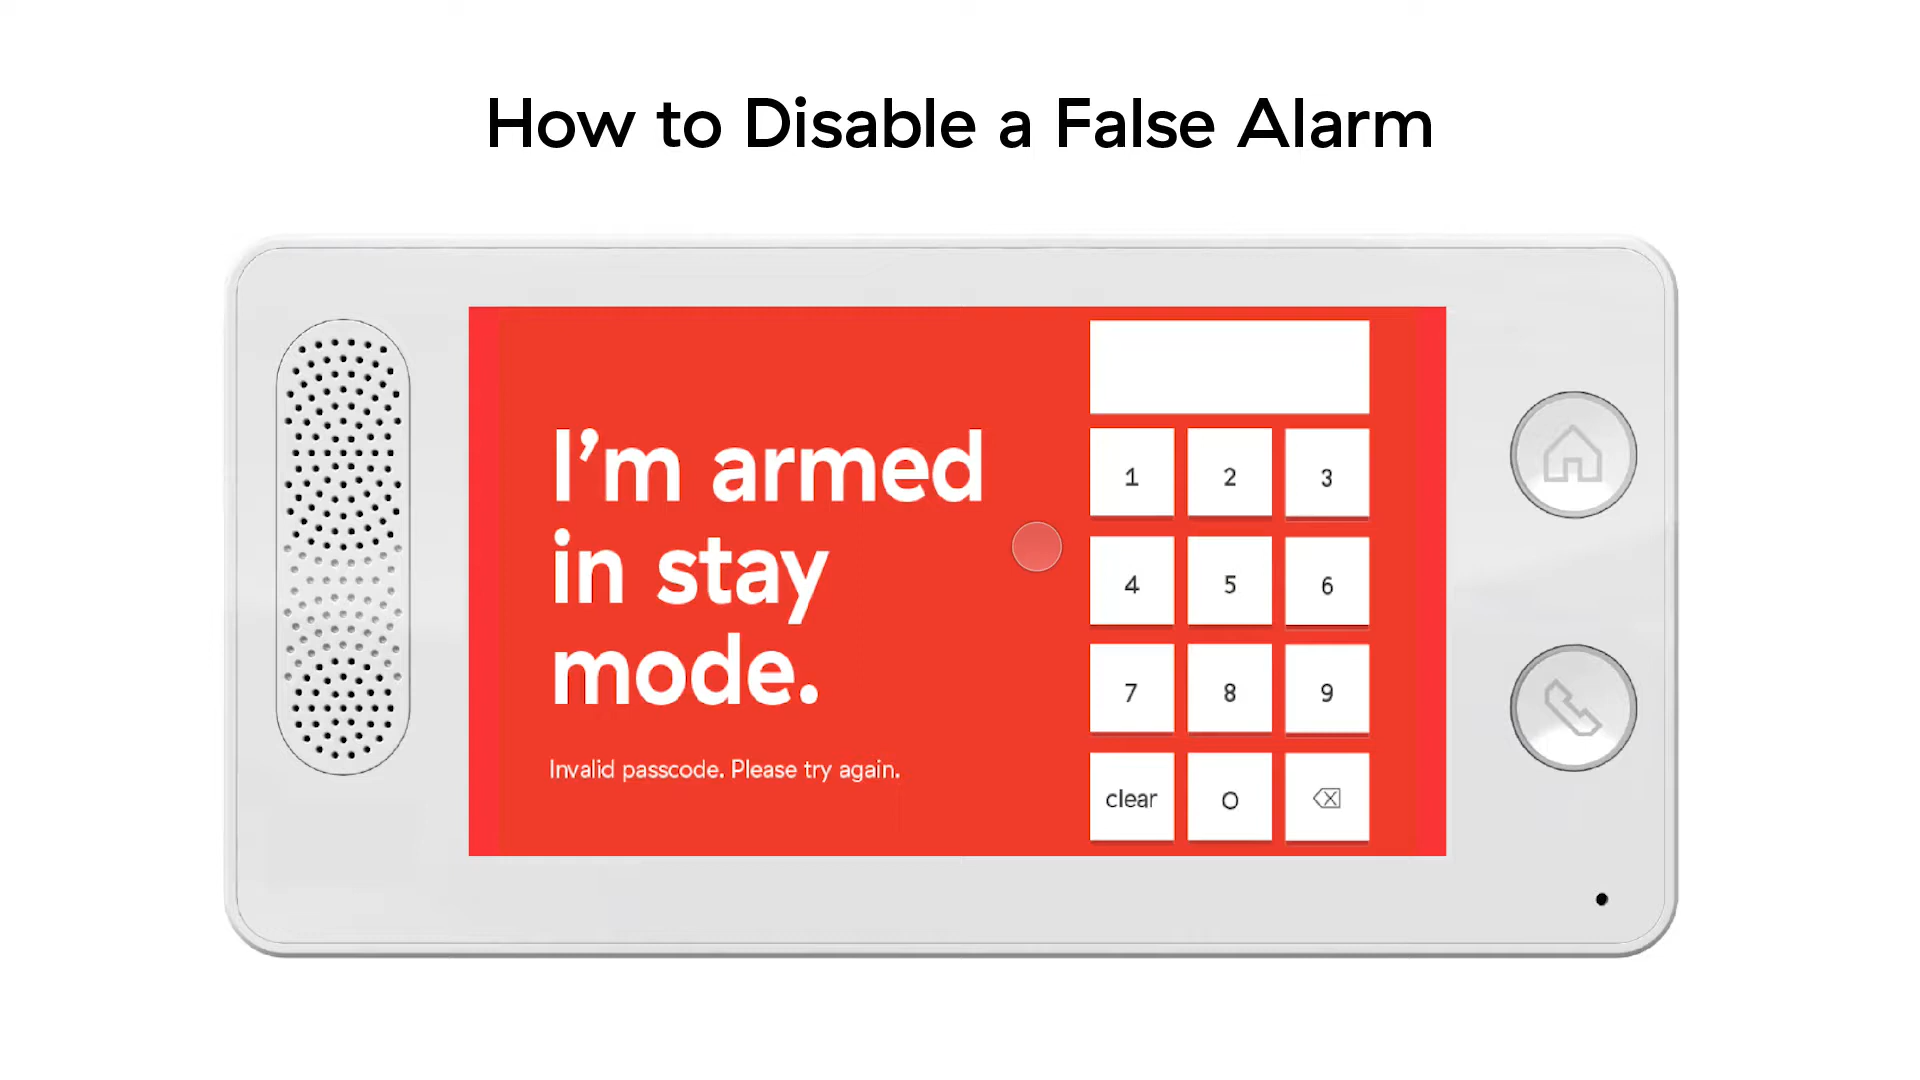 How to Disable a False Alarm
I'm armed
in stay
mode.
Invalid passcode. Please try again.
1 2 3
4 5 6
7 8 9
clear 0